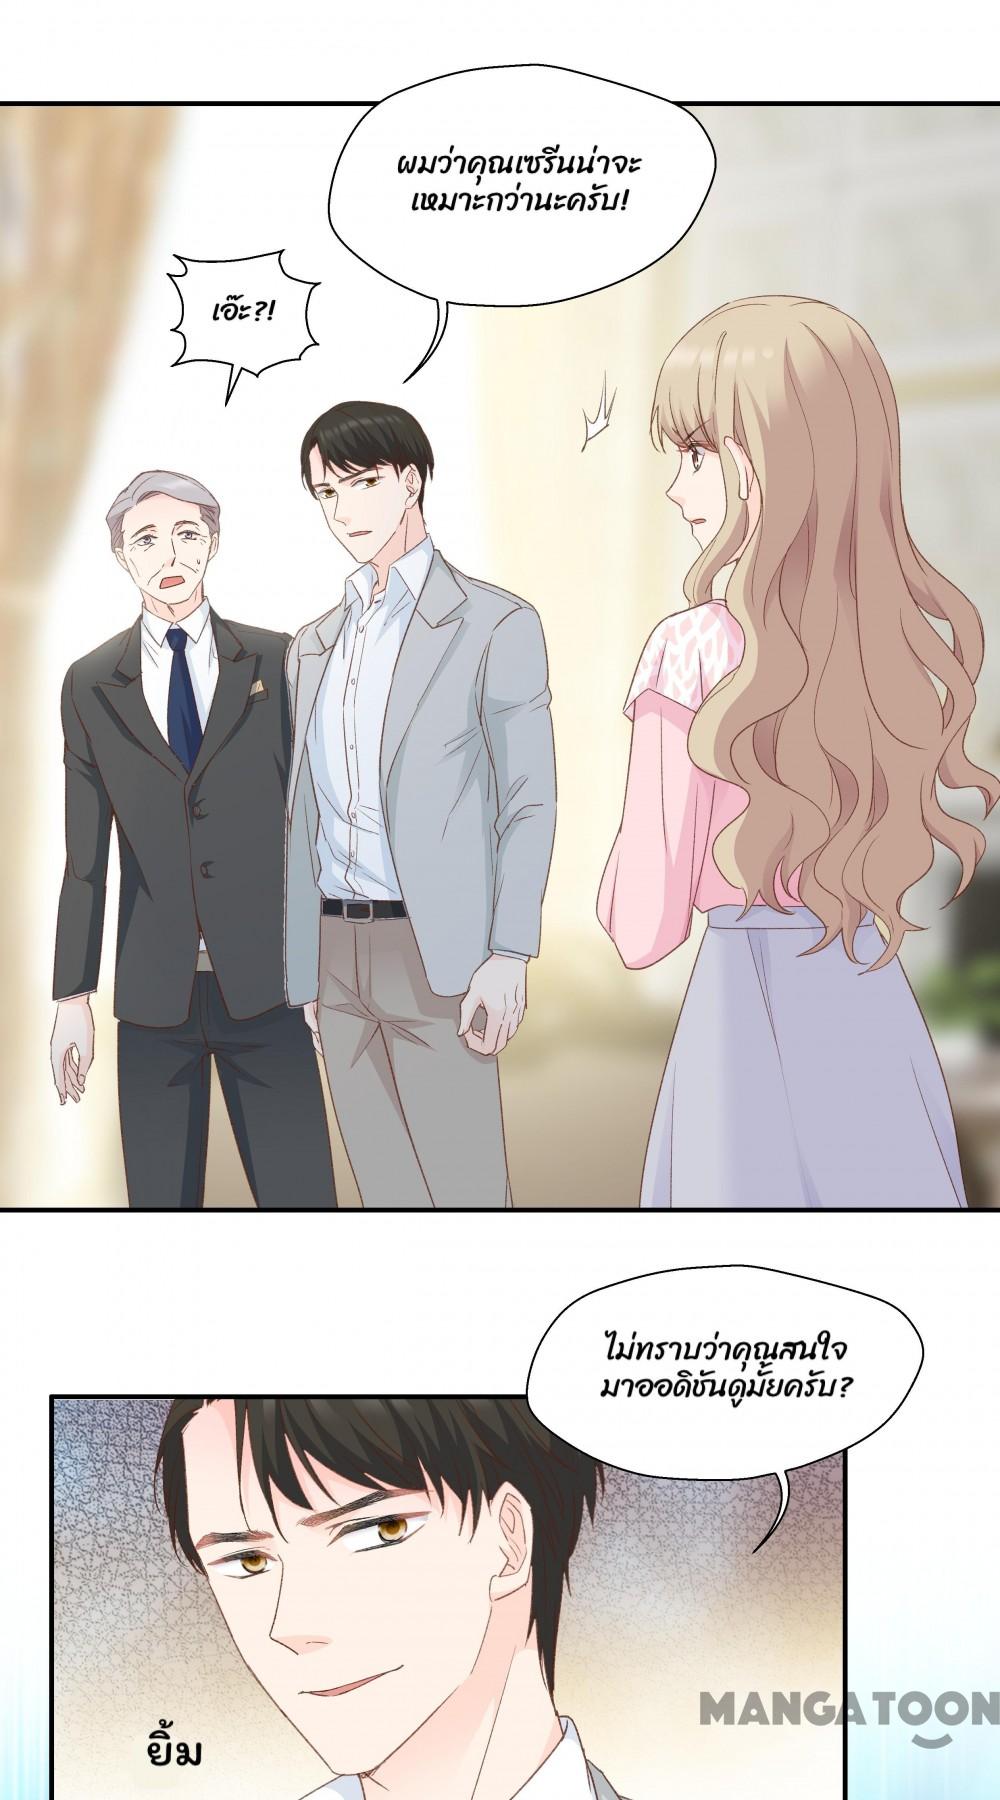 ผมว่าคุณเซรีนน่าจะ
เหมาะกว่านะครับ!
เอ๊ะ?!
ไม่ทราบว่าคุณสนใจ
มาออดิชันดูมั้ยครับ?
ยิ้ม
MANGATOON